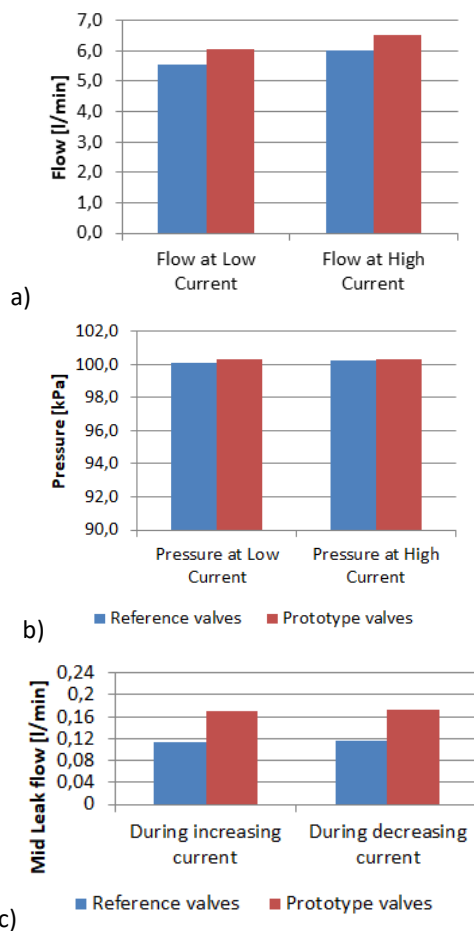 7,0
6,0
5,0
4,0
3,0
2,0
1,0
0,0
Flow [l/min]
Flow at Low
Current
Flow at High
Current
a)
102,0
100,0
98,0
96,0
94,0
92,0
90,0
Pressure [kPa]
Pressure at Low
Current
Pressure at High
Current
Reference valves
Prototype valves
b)
0,24
0,2
0,16
0,12
0,08
0,04
0
Mid Leak flow [l/min]
During increasing
current
During decreasing
current
Reference valves
Prototype valves
c)